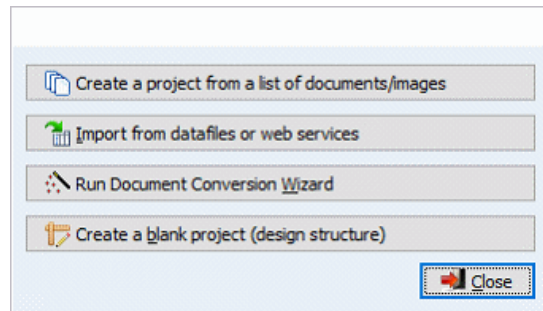 Create a project from a list of documents/images
Import from datafiles or web services
Run Document Conversion Wizard
Create a blank project (design structure)
Close